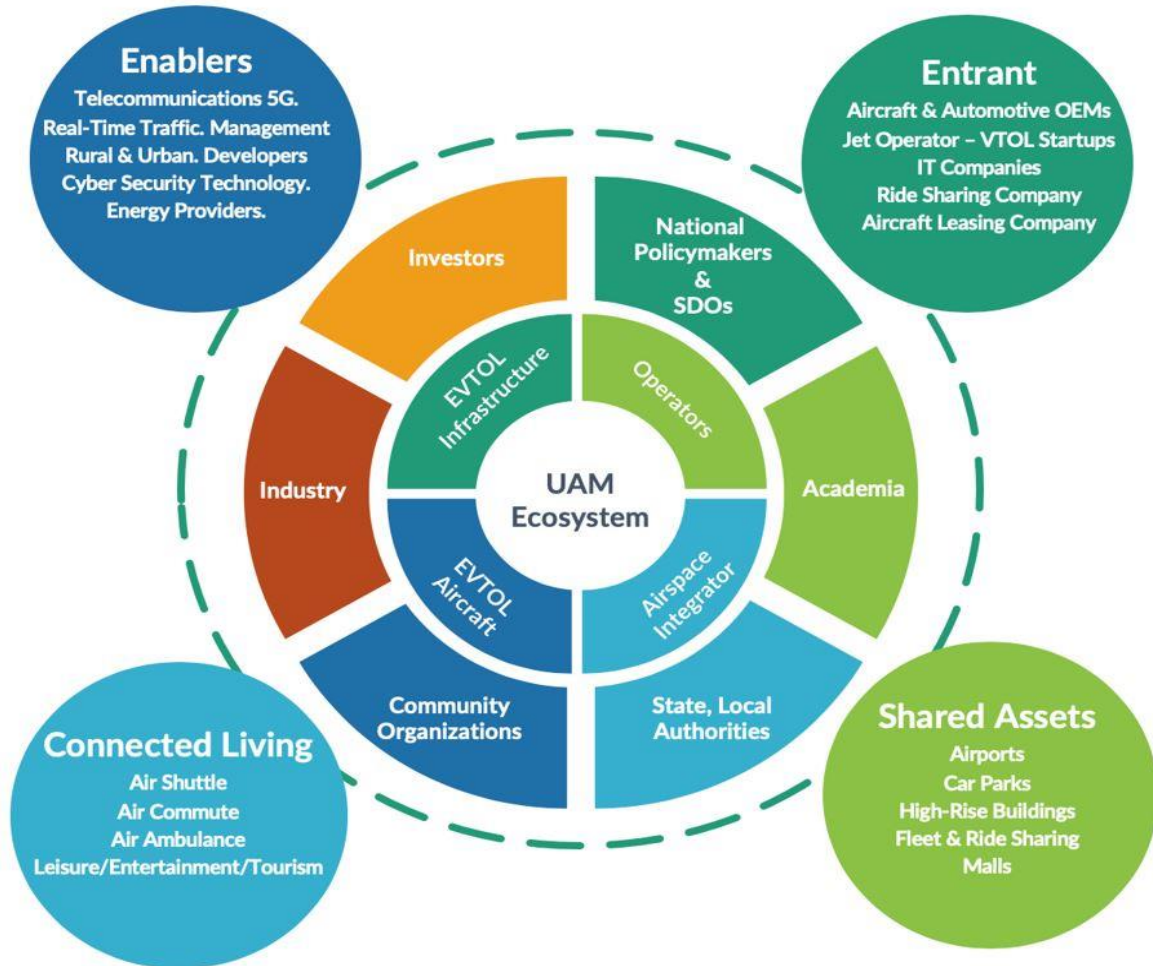 Enablers
Telecommunications 5G.
Real-Time Traffic. Management
Rural & Urban. Developers
Cyber Security Technology.
Energy Providers.
Entrant
Aircraft & Automotive OEMs
Jet Operator – VTOL Startups
IT Companies
Ride Sharing Company
Aircraft Leasing Company
Investors
National
Policymakers
&
SDOs
EVTOL
Infrastructure
Operators
Industry
UAM
Ecosystem
Academia
EVTOL
Aircraft
Airspace
Integrator
Community
Organizations
State, Local
Authorities
Connected Living
Air Shuttle
Air Commute
Air Ambulance
Leisure/Entertainment/Tourism
Shared Assets
Airports
Car Parks
High-Rise Buildings
Fleet & Ride Sharing
Malls